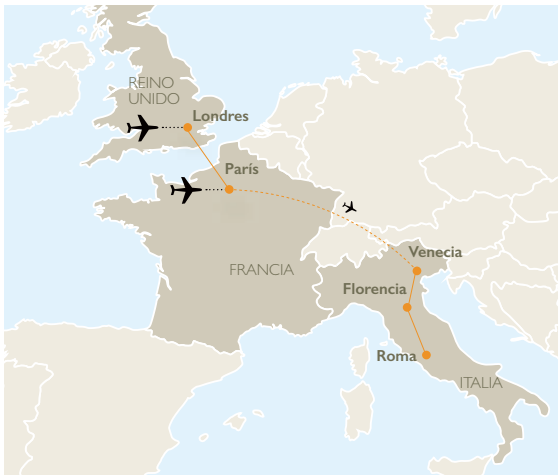 REINO
UNIDO
Londres
París
FRANCIA
Venecia
Florencia
Roma
ITALIA